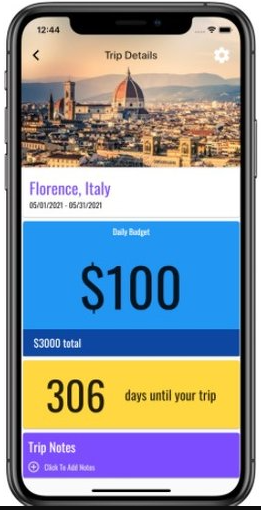 12:44
Trip Details
Florence, Italy
05/01/2021 - 05/31/2021
Daily Budget
$100
$3000 total
306 days until your trip
Trip Notes
Click To Add Notes